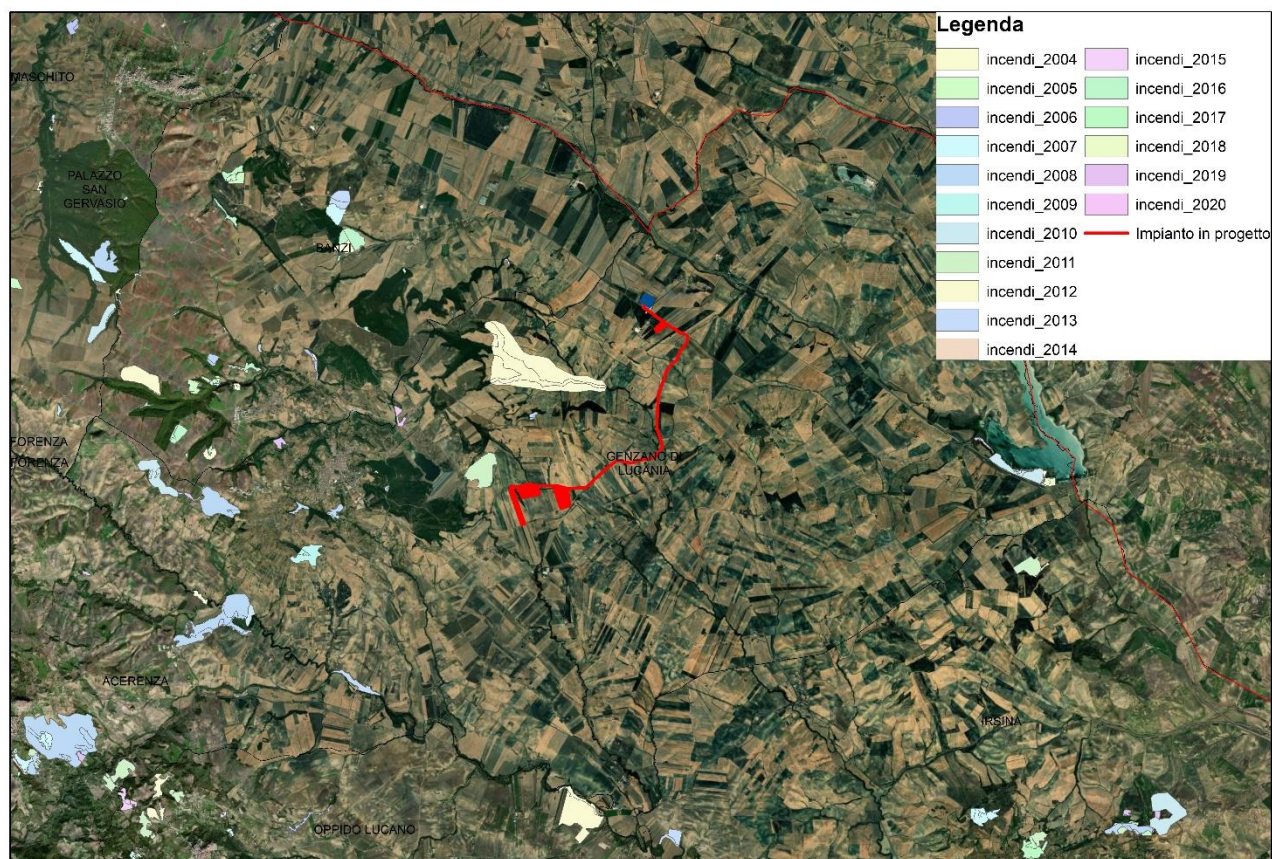 Legenda
incendi_2004
incendi_2005
incendi_2006
incendi_2007
incendi_2008
incendi_2009
incendi_2010
incendi_2011
incendi_2012
incendi_2013
incendi_2014
incendi_2015
incendi_2016
incendi_2017
incendi_2018
incendi_2019
incendi_2020
Impianto in progetto
MASCHITO
PALAZZO
SAN
GERVASIO
BANZI
FORENZA
FORENZA
GENZANO DI
LUCANIA
ACERENZA
IRSINA
OPPIDO LUCANO